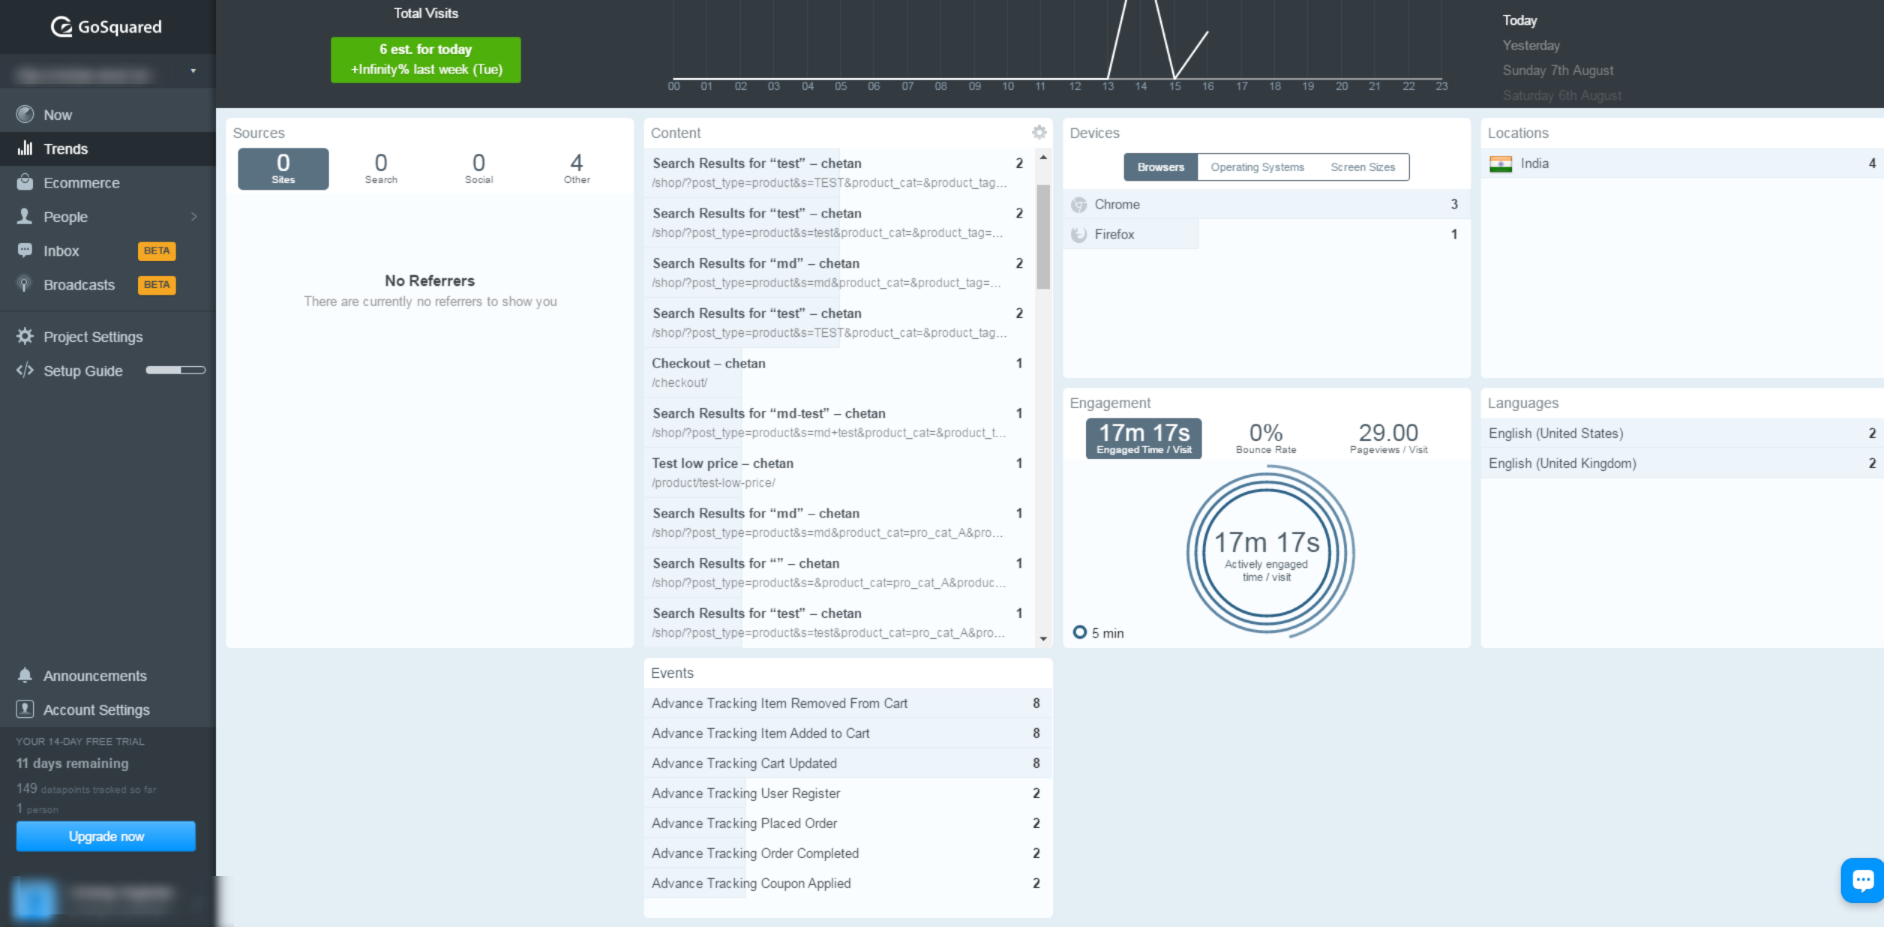 GoSquared
Now
Trends
Ecommerce
People
Inbox BETA
Broadcasts BETA
Project Settings
Setup Guide
Announcements
Account Settings
YOUR 14-DAY FREE TRIAL
11 days remaining
149 datapoints tracked so far
1 person
Upgrade now
Total Visits
6 est. for today
+Infinity% last week (Tue)
00 01 02 03 04 05 06 07 08 09 10 11 12 13 14 15 16 17 18 19 20 21 22 23
Today
Yesterday
Sunday 7th August
Saturday 6th August
Sources
0 0 0 4
Sites Search Social Other
No Referrers
There are currently no referrers to show you
Content
Search Results for “test” – chetan 2
/shop/?post_type=product&s=TEST&product_cat=&product_tag...
Search Results for “test” – chetan 2
/shop/?post_type=product&s=test&product_cat=&product_tag=...
Search Results for “md” – chetan 2
/shop/?post_type=product&s=md&product_cat=&product_tag=...
Search Results for “test” – chetan 2
/shop/?post_type=product&s=TEST&product_cat=&product_tag...
Checkout – chetan 1
/checkout/
Search Results for “md-test” – chetan 1
/shop/?post_type=product&s=md+test&product_cat=&product_t...
Test low price – chetan 1
/product/test-low-price/
Search Results for “md” – chetan 1
/shop/?post_type=product&s=md&product_cat=pro_cat_A&pro...
Search Results for “” – chetan 1
/shop/?post_type=product&s=&product_cat=pro_cat_A&produc...
Search Results for “test” – chetan 1
/shop/?post_type=product&s=test&product_cat=pro_cat_A&pro...
Events
Advance Tracking Item Removed From Cart 8
Advance Tracking Item Added to Cart 8
Advance Tracking Cart Updated 8
Advance Tracking User Register 2
Advance Tracking Placed Order 2
Advance Tracking Order Completed 2
Advance Tracking Coupon Applied 2
Devices
Browsers Operating Systems Screen Sizes
Chrome 3
Firefox 1
Engagement
17m 17s 0% 29.00
Engaged Time / Visit Bounce Rate Pageviews / Visit
17m 17s
Actively engaged
time / visit
5 min
Locations
India 4
Languages
English (United States) 2
English (United Kingdom) 2